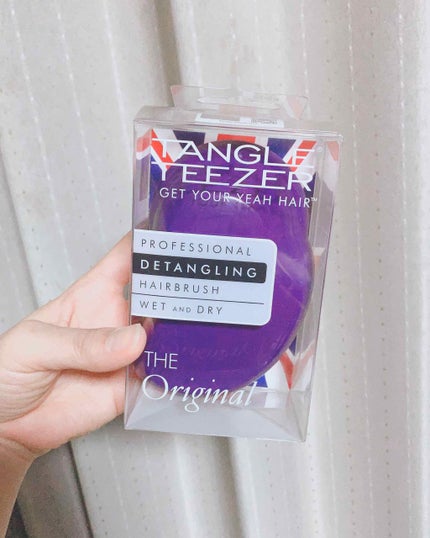 TANGLE
TEEZER
GET YOUR YEAH HAIR™
PROFESSIONAL
DETANGLING
HAIRBRUSH
WET AND DRY
THE
Original